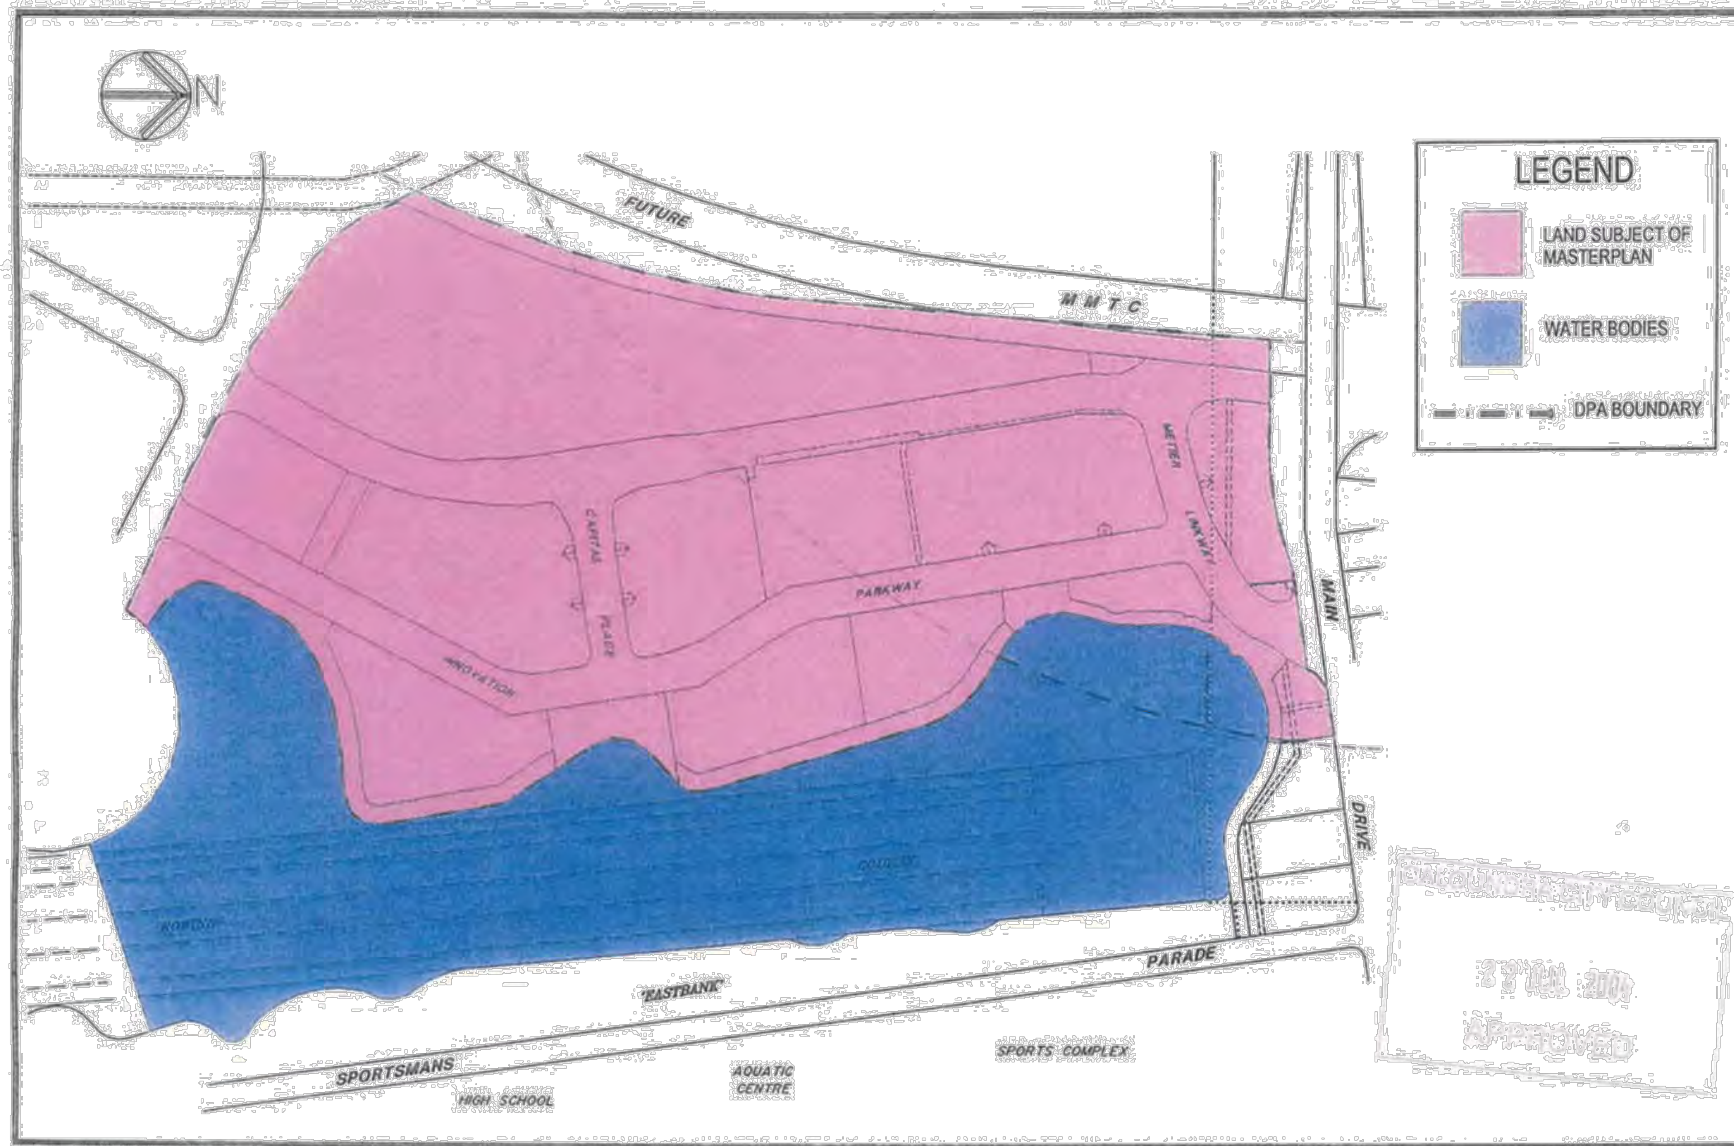 N
LEGEND
LAND SUBJECT OF
MASTERPLAN
WATER BODIES
DPA BOUNDARY
FUTURE
M M T C
METIER
LINKWAY
CAPITAL
PLACE
PARKWAY
INNOVATION
MAIN
DRIVE
ROBINA
'EASTBANK'
PARADE
SPORTSMANS
SPORTS COMPLEX
AQUATIC
CENTRE
HIGH SCHOOL
APPROVED